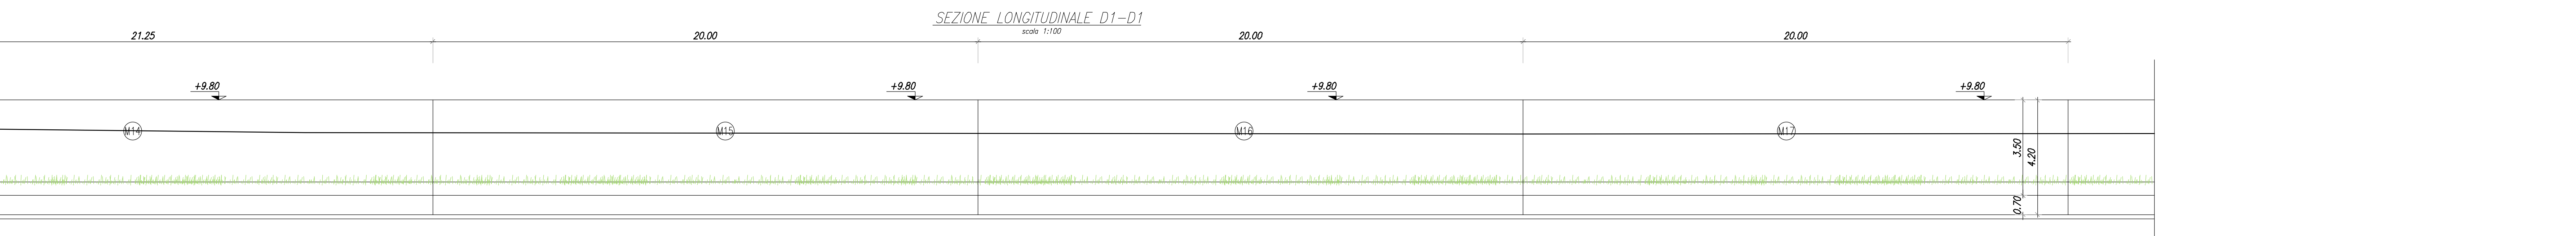 SEZIONE LONGITUDINALE D1-D1
scala 1:100
21.25 20.00 20.00 20.00
+9.80 +9.80 +9.80 +9.80
M14 M15 M16 M17
3.50
4.20
0.70